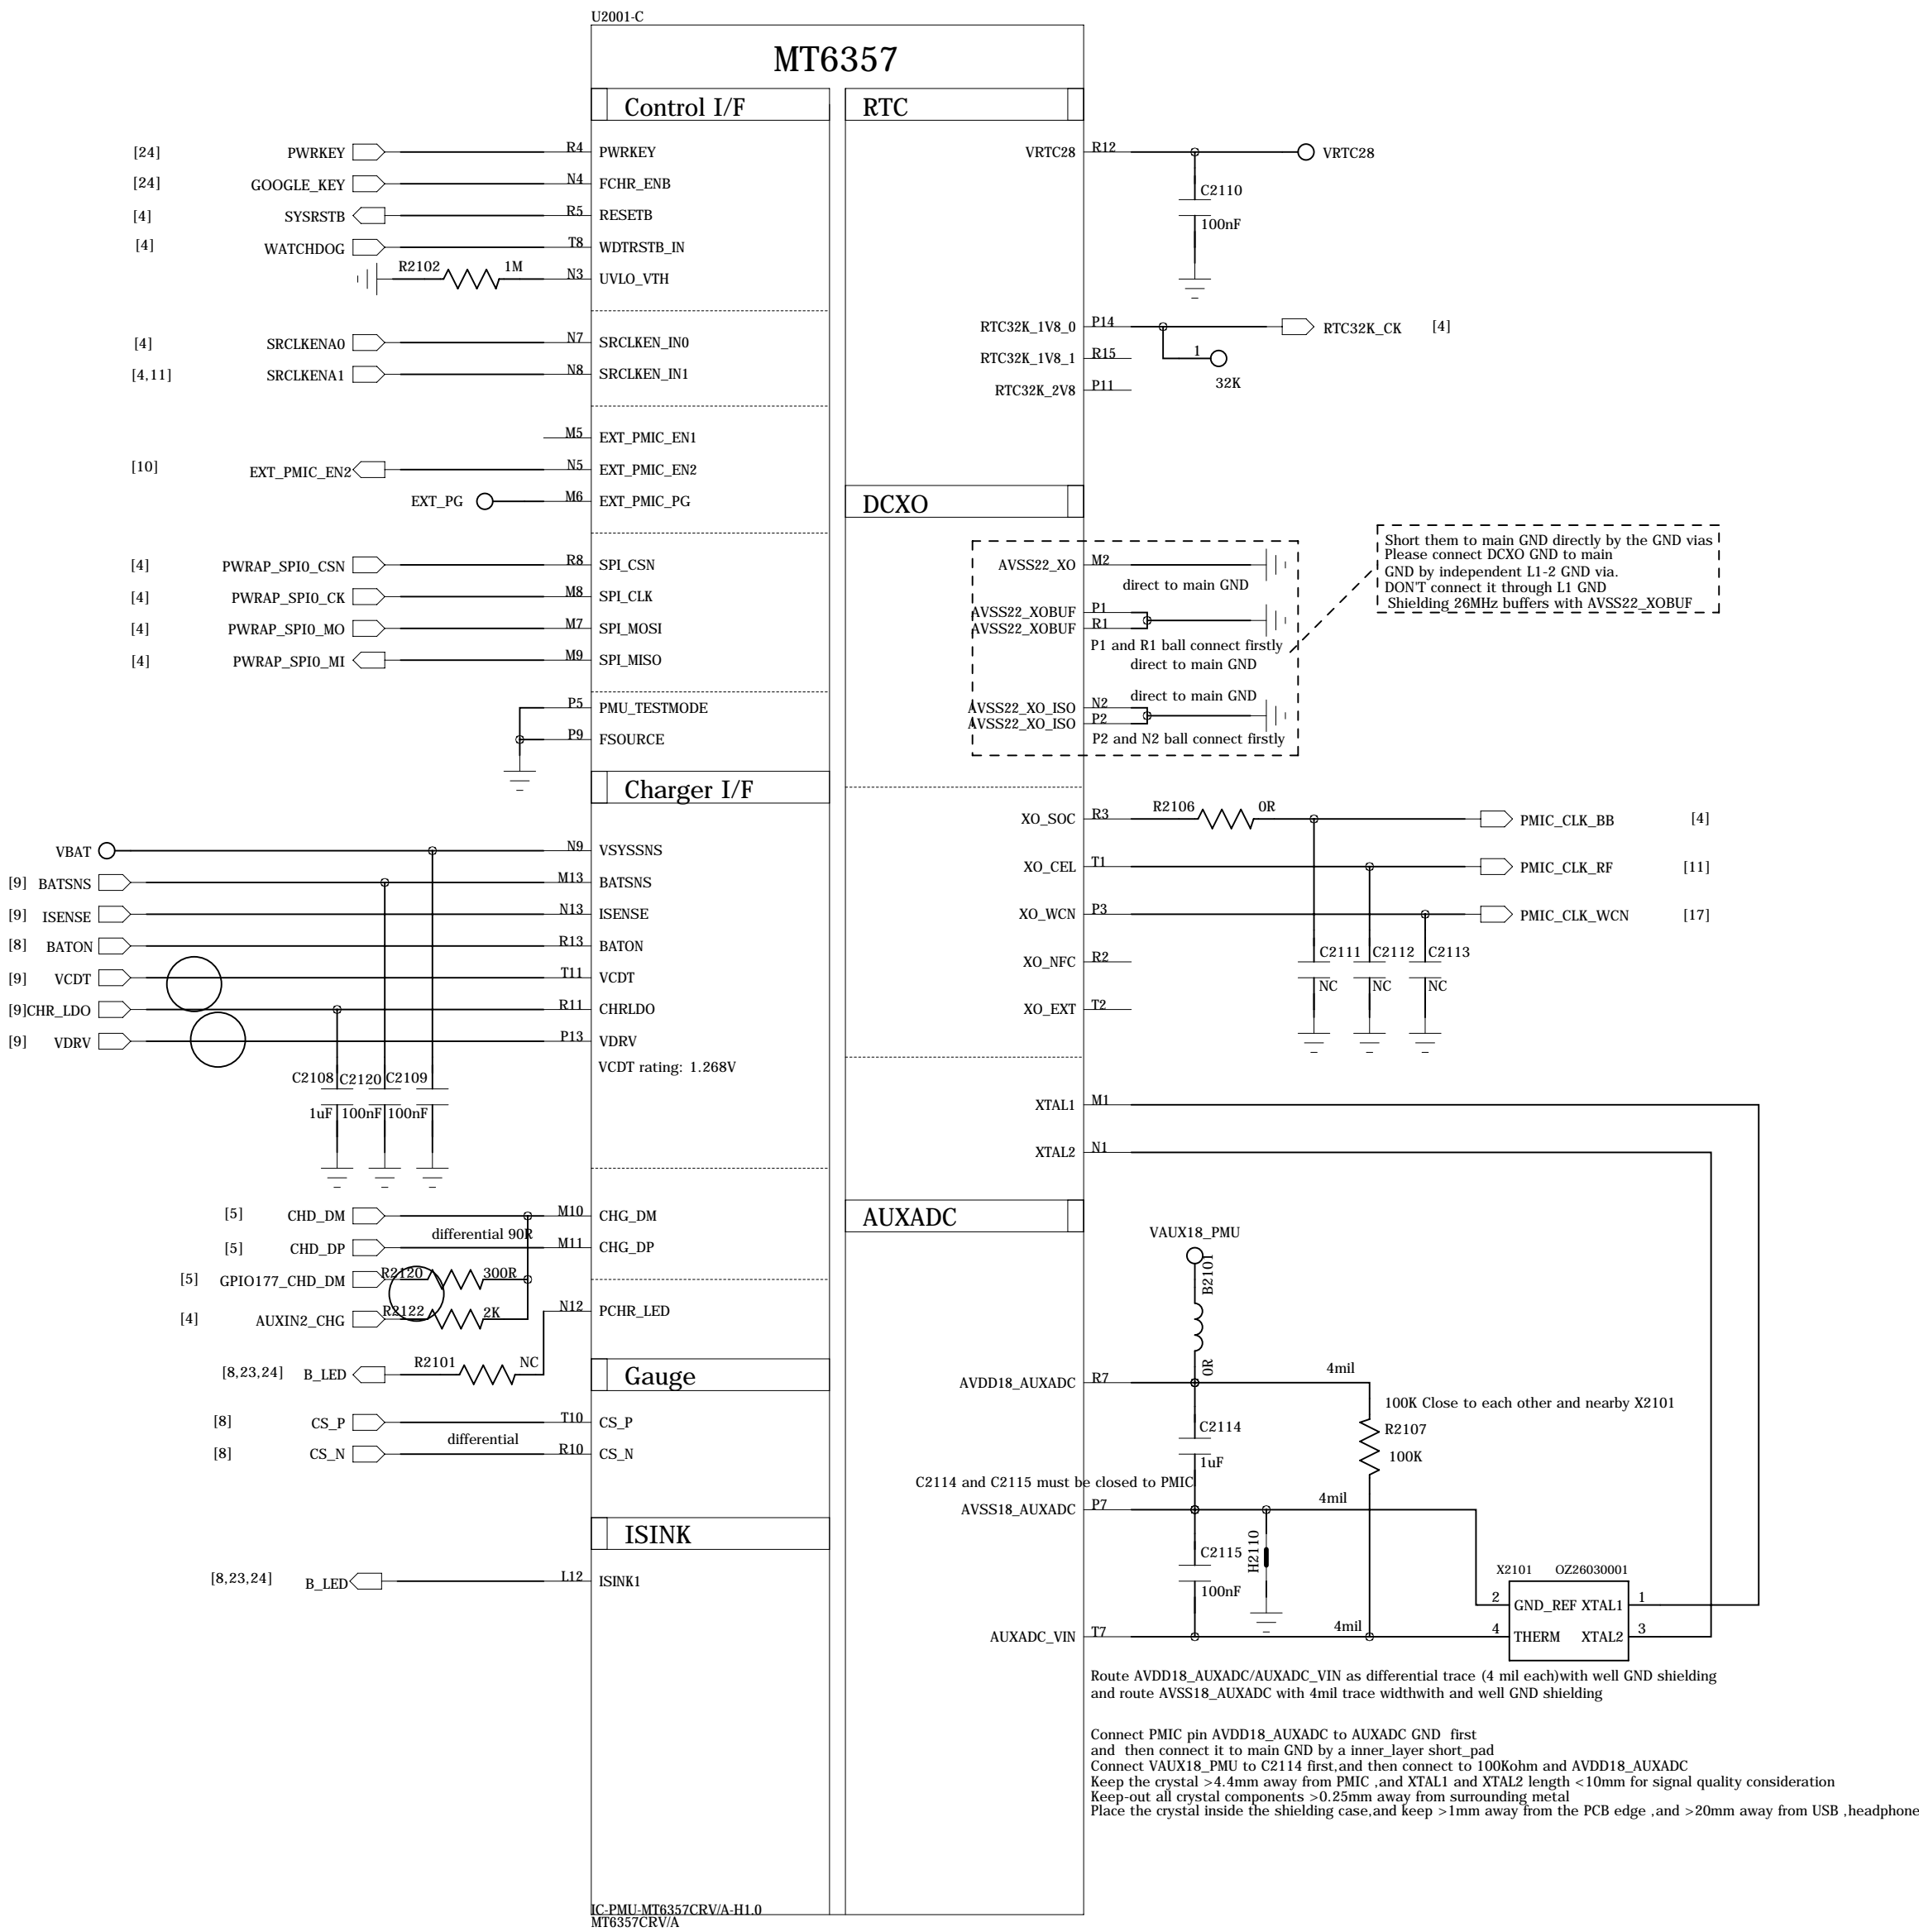 U2001-C
MT6357
Control I/F
[24] PWRKEY R4 PWRKEY
[24] GOOGLE_KEY N4 FCHR_ENB
[4] SYSRSTB R5 RESETB
[4] WATCHDOG T8 WDTRSTB_IN
R2102 1M N3 UVLO_VTH
[4] SRCLKENA0 N7 SRCLKEN_IN0
[4,11] SRCLKENA1 N8 SRCLKEN_IN1
M5 EXT_PMIC_EN1
[10] EXT_PMIC_EN2 N5 EXT_PMIC_EN2
EXT_PG M6 EXT_PMIC_PG
[4] PWRAP_SPI0_CSN R8 SPI_CSN
[4] PWRAP_SPI0_CK M8 SPI_CLK
[4] PWRAP_SPI0_MO M7 SPI_MOSI
[4] PWRAP_SPI0_MI M9 SPI_MISO
P5 PMU_TESTMODE
P9 FSOURCE
Charger I/F
VBAT N9 VSYSSNS
[9] BATSNS M13 BATSNS
[9] ISENSE N13 ISENSE
[8] BATON R13 BATON
[9] VCDT T11 VCDT
[9]CHR_LDO R11 CHRLDO
[9] VDRV P13 VDRV
VCDT rating: 1.268V
C2108 C2120 C2109
1uF 100nF 100nF
[5] CHD_DM M10 CHG_DM
differential 90R
[5] CHD_DP M11 CHG_DP
[5] GPIO177_CHD_DM R2120 300R
[4] AUXIN2_CHG R2122 2K
N12 PCHR_LED
[8,23,24] B_LED R2101 NC
Gauge
[8] CS_P T10 CS_P
differential
[8] CS_N R10 CS_N
ISINK
[8,23,24] B_LED L12 ISINK1
IC-PMU-MT6357CRV/A-H1.0
MT6357CRV/A
RTC
VRTC28 R12 VRTC28
C2110
100nF
RTC32K_1V8_0 P14 RTC32K_CK [4]
RTC32K_1V8_1 R15 1
32K
RTC32K_2V8 P11
DCXO
AVSS22_XO M2
direct to main GND
AVSS22_XOBUF P1
AVSS22_XOBUF R1
P1 and R1 ball connect firstly
direct to main GND
direct to main GND
AVSS22_XO_ISO N2
AVSS22_XO_ISO P2
P2 and N2 ball connect firstly
Short them to main GND directly by the GND vias
Please connect DCXO GND to main
GND by independent L1-2 GND via.
DON'T connect it through L1 GND
Shielding 26MHz buffers with AVSS22_XOBUF
XO_SOC R3 R2106 0R PMIC_CLK_BB [4]
XO_CEL T1 PMIC_CLK_RF [11]
XO_WCN P3 PMIC_CLK_WCN [17]
C2111 C2112 C2113
XO_NFC R2
NC NC NC
XO_EXT T2
XTAL1 M1
XTAL2 N1
AUXADC
VAUX18_PMU
B2101
0R
AVDD18_AUXADC R7 4mil
100K Close to each other and nearby X2101
R2107
100K
C2114
1uF
C2114 and C2115 must be closed to PMIC
AVSS18_AUXADC P7 4mil
C2115
100nF
H2110
X2101 OZ26030001
2 GND_REF XTAL1 1
4 THERM XTAL2 3
AUXADC_VIN T7 4mil
Route AVDD18_AUXADC/AUXADC_VIN as differential trace (4 mil each)with well GND shielding
and route AVSS18_AUXADC with 4mil trace widthwith and well GND shielding
Connect PMIC pin AVDD18_AUXADC to AUXADC GND first
and then connect it to main GND by a inner_layer short_pad
Connect VAUX18_PMU to C2114 first,and then connect to 100Kohm and AVDD18_AUXADC
Keep the crystal >4.4mm away from PMIC ,and XTAL1 and XTAL2 length <10mm for signal quality consideration
Keep-out all crystal components >0.25mm away from surrounding metal
Place the crystal inside the shielding case,and keep >1mm away from the PCB edge ,and >20mm away from USB ,headphone